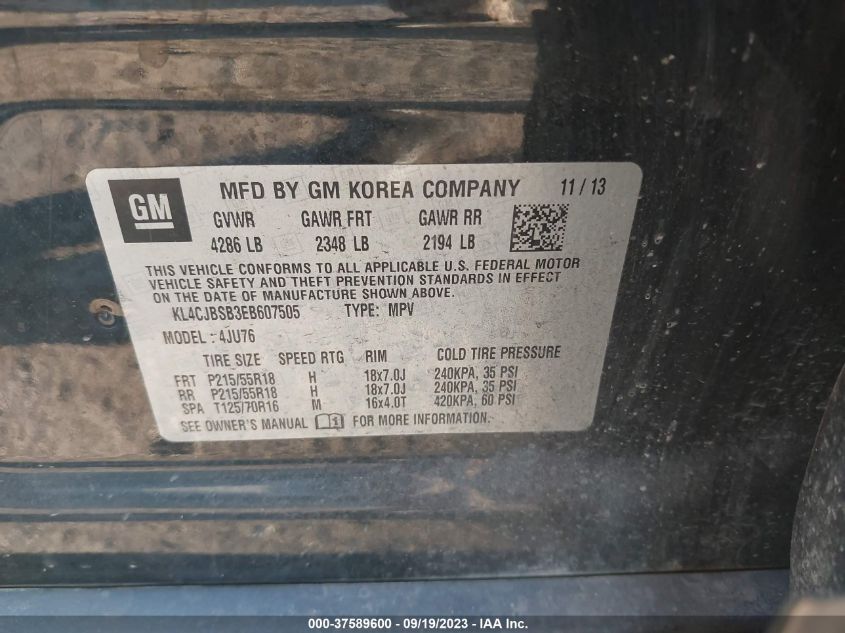 GM
MFD BY GM KOREA COMPANY 11 / 13
GVWR GAWR FRT GAWR RR
4286 LB 2348 LB 2194 LB
THIS VEHICLE CONFORMS TO ALL APPLICABLE U.S. FEDERAL MOTOR
VEHICLE SAFETY AND THEFT PREVENTION STANDARDS IN EFFECT
ON THE DATE OF MANUFACTURE SHOWN ABOVE.
KL4CJBSB3EB607505 TYPE: MPV
MODEL - 4JU76
TIRE SIZE SPEED RTG RIM COLD TIRE PRESSURE
FRT P215/55R18 H 18x7.0J 240KPA, 35 PSI
RR P215/55R18 H 18x7.0J 240KPA, 35 PSI
SPA T125/70R16 M 16x4.0T 420KPA, 60 PSI
SEE OWNER'S MANUAL FOR MORE INFORMATION.
000-37589600 - 09/19/2023 - IAA Inc.